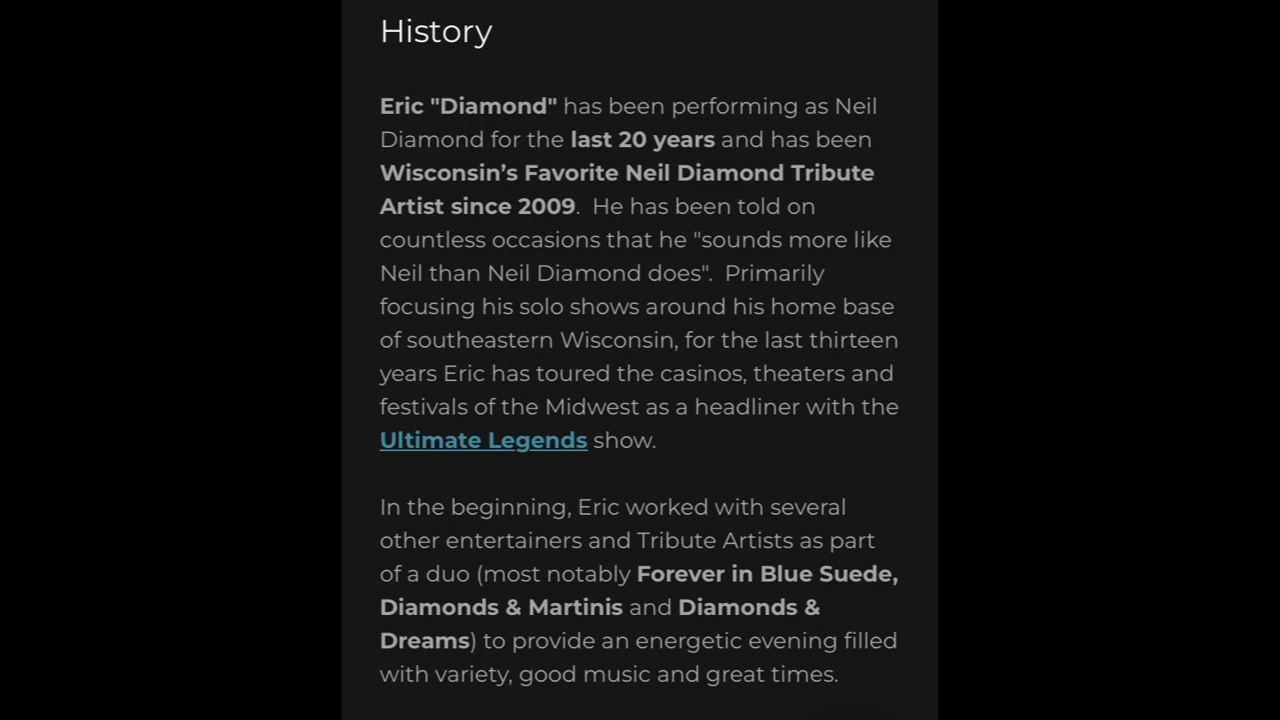 History
Eric "Diamond" has been performing as Neil
Diamond for the last 20 years and has been
Wisconsin’s Favorite Neil Diamond Tribute
Artist since 2009.  He has been told on
countless occasions that he "sounds more like
Neil than Neil Diamond does".  Primarily
focusing his solo shows around his home base
of southeastern Wisconsin, for the last thirteen
years Eric has toured the casinos, theaters and
festivals of the Midwest as a headliner with the
Ultimate Legends show.
In the beginning, Eric worked with several
other entertainers and Tribute Artists as part
of a duo (most notably Forever in Blue Suede,
Diamonds & Martinis and Diamonds &
Dreams) to provide an energetic evening filled
with variety, good music and great times.